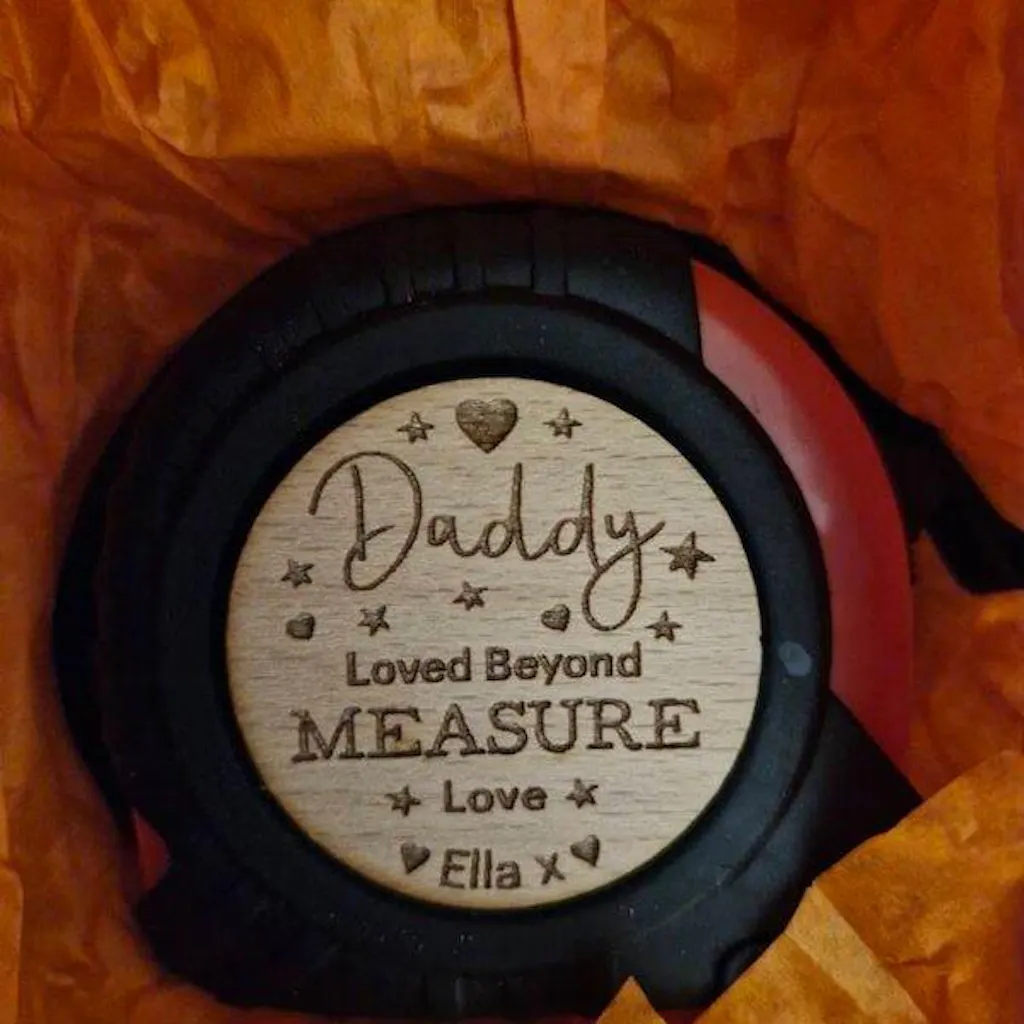 Daddy
Loved Beyond
MEASURE
Love
Ella x